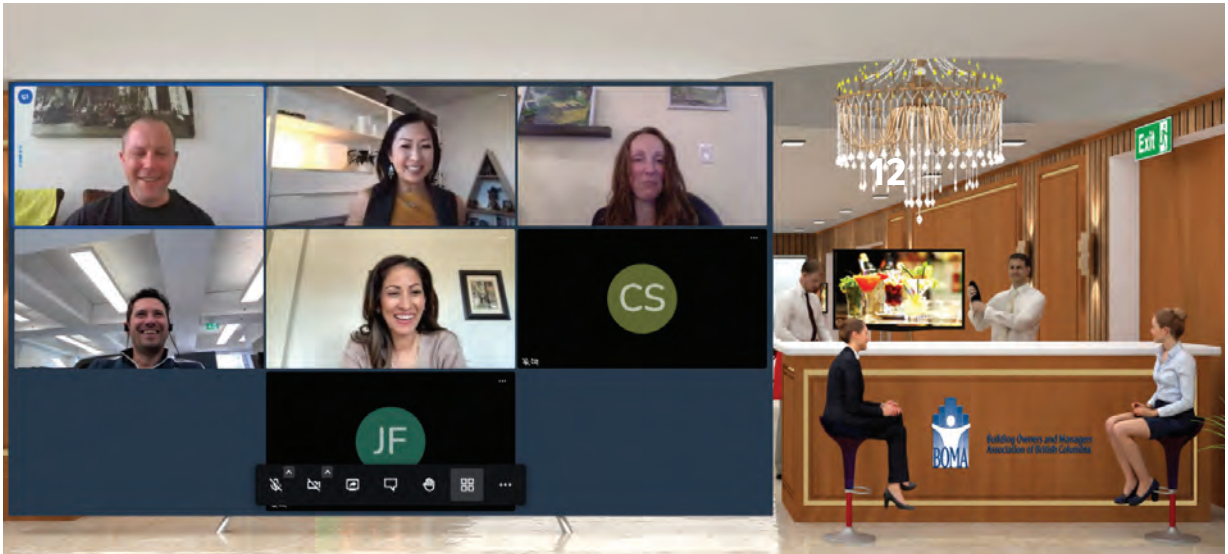 12
Exit
CS
JF
BOMA
Building Owners and Managers
Association of British Columbia